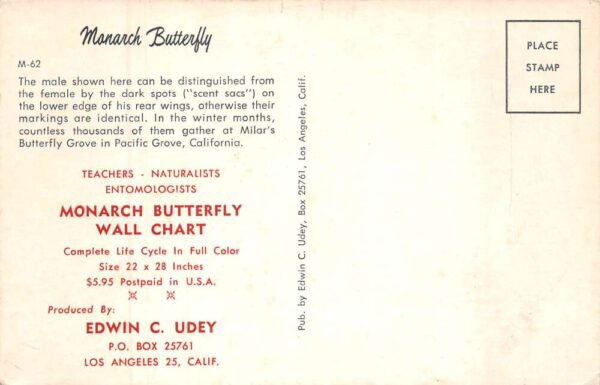 Monarch Butterfly
M-62
The male shown here can be distinguished from
the female by the dark spots ("scent sacs") on
the lower edge of his rear wings, otherwise their
markings are identical. In the winter months,
countless thousands of them gather at Milar's
Butterfly Grove in Pacific Grove, California.
TEACHERS - NATURALISTS
ENTOMOLOGISTS
MONARCH BUTTERFLY
WALL CHART
Complete Life Cycle In Full Color
Size 22 x 28 Inches
$5.95 Postpaid in U.S.A.
Produced By:
EDWIN C. UDEY
P.O. BOX 25761
LOS ANGELES 25, CALIF.
Pub. by Edwin C. Udey, Box 25761, Los Angeles, Calif.
PLACE
STAMP
HERE